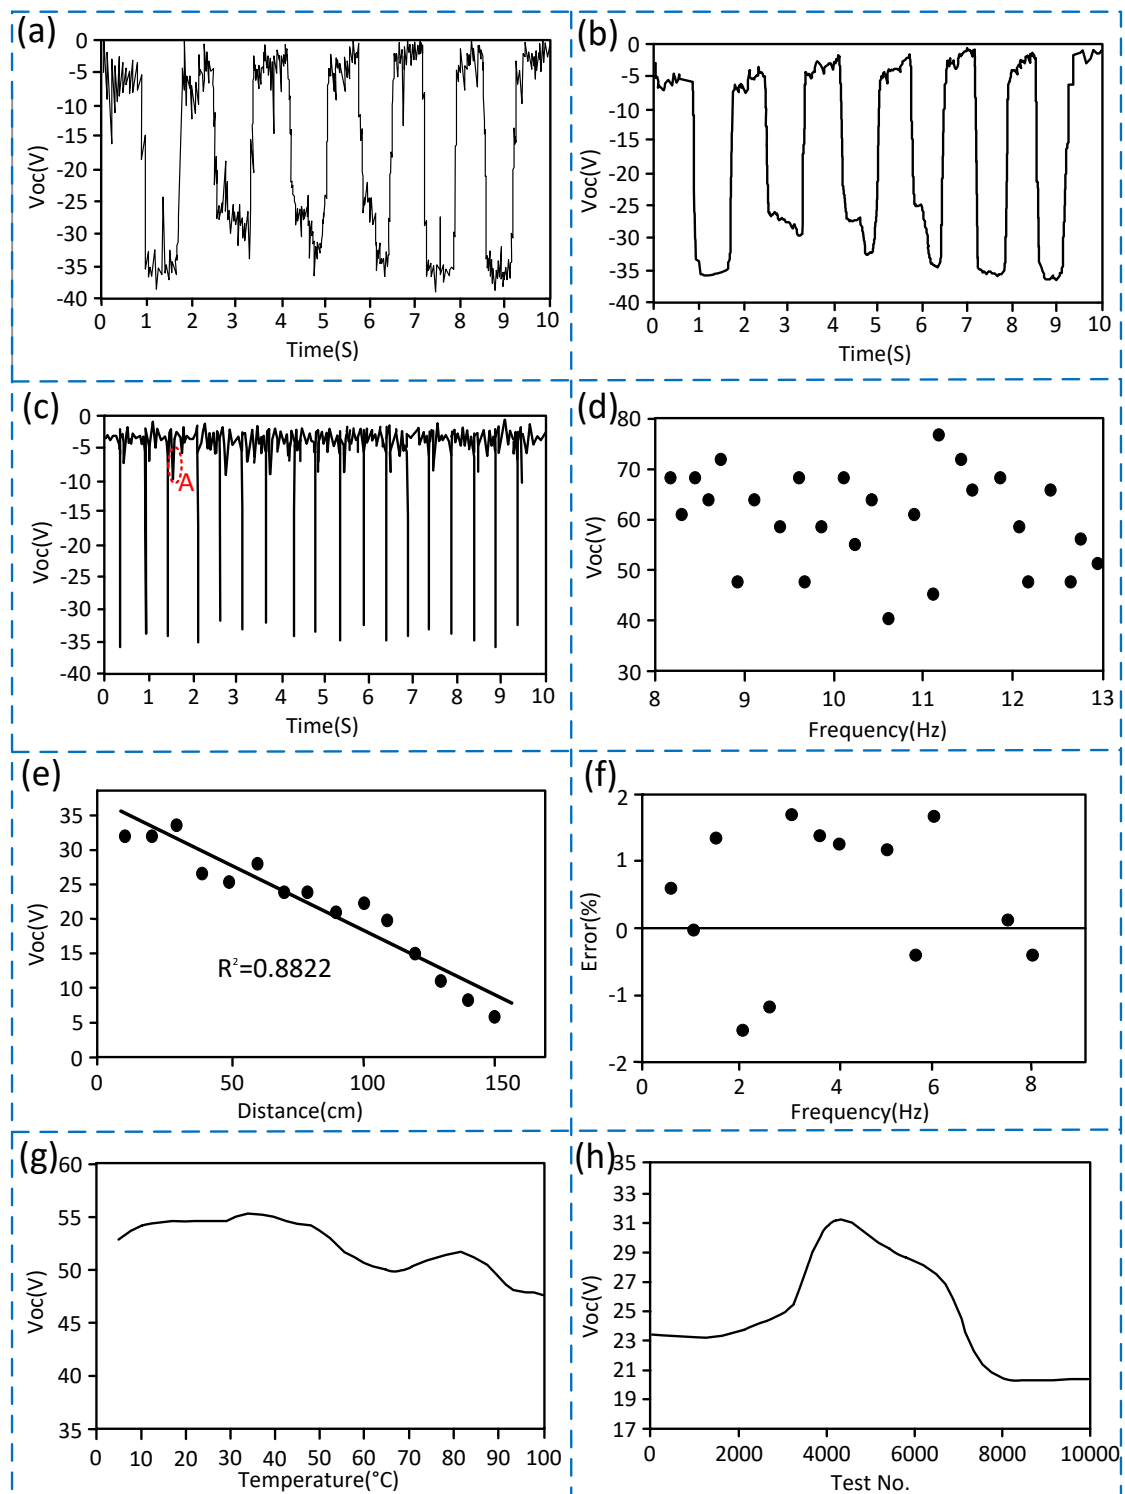 (a)
0
-5
-10
-15
-20
-25
-30
-35
-40
Voc(V)
0 1 2 3 4 5 6 7 8 9 10
Time(S)
(b)
0
-5
-10
-15
-20
-25
-30
-35
-40
Voc(V)
0 1 2 3 4 5 6 7 8 9 10
Time(S)
(c)
0
-5
-10
-15
-20
-25
-30
-35
-40
Voc(V)
A
0 1 2 3 4 5 6 7 8 9 10
Time(S)
(d)
80
70
60
50
40
30
Voc(V)
8 9 10 11 12 13
Frequency(Hz)
(e)
35
30
25
20
15
10
5
0
Voc(V)
R²=0.8822
0 50 100 150
Distance(cm)
(f)
2
1
0
-1
-2
Error(%)
0 2 4 6 8
Frequency(Hz)
(g)
60
55
50
45
40
35
Voc(V)
0 10 20 30 40 50 60 70 80 90 100
Temperature(°C)
(h)
35
33
31
29
27
25
23
21
19
17
Voc(V)
0 2000 4000 6000 8000 10000
Test No.